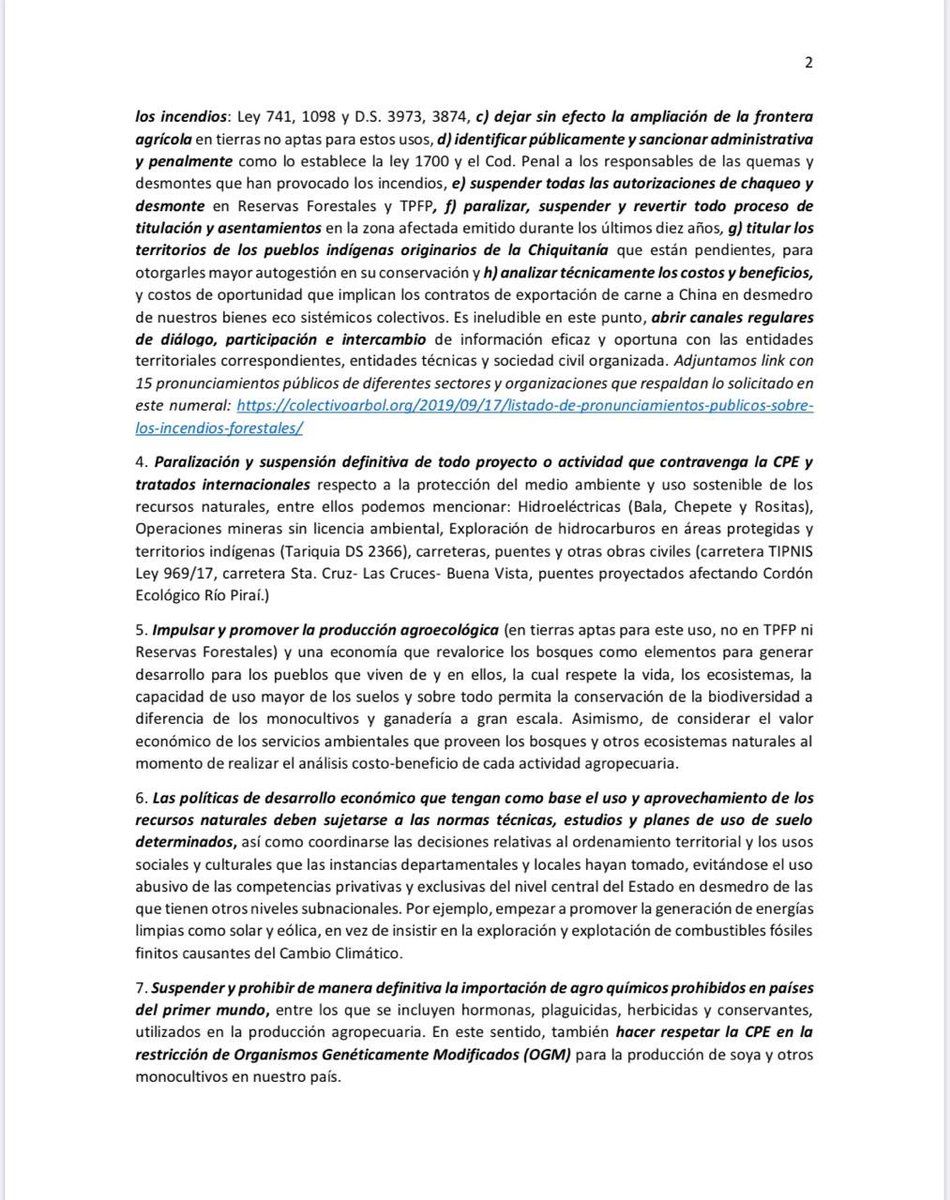 2
los incendios: Ley 741, 1098 y D.S. 3973, 3874, c) dejar sin efecto la ampliación de la frontera
agrícola en tierras no aptas para estos usos, d) identificar públicamente y sancionar administrativa
y penalmente como lo establece la ley 1700 y el Cod. Penal a los responsables de las quemas y
desmontes que han provocado los incendios, e) suspender todas las autorizaciones de chaqueo y
desmonte en Reservas Forestales y TPFP, f) paralizar, suspender y revertir todo proceso de
titulación y asentamientos en la zona afectada emitido durante los últimos diez años, g) titular los
territorios de los pueblos indígenas originarios de la Chiquitanía que están pendientes, para
otorgarles mayor autogestión en su conservación y h) analizar técnicamente los costos y beneficios,
y costos de oportunidad que implican los contratos de exportación de carne a China en desmedro
de nuestros bienes eco sistémicos colectivos. Es ineludible en este punto, abrir canales regulares
de diálogo, participación e intercambio de información eficaz y oportuna con las entidades
territoriales correspondientes, entidades técnicas y sociedad civil organizada. Adjuntamos link con
15 pronunciamientos públicos de diferentes sectores y organizaciones que respaldan lo solicitado en
este numeral: https://colectivoarbol.org/2019/09/17/listado-de-pronunciamientos-publicos-sobre-
los-incendios-forestales/
4. Paralización y suspensión definitiva de todo proyecto o actividad que contravenga la CPE y
tratados internacionales respecto a la protección del medio ambiente y uso sostenible de los
recursos naturales, entre ellos podemos mencionar: Hidroeléctricas (Bala, Chepete y Rositas),
Operaciones mineras sin licencia ambiental, Exploración de hidrocarburos en áreas protegidas y
territorios indígenas (Tariquia DS 2366), carreteras, puentes y otras obras civiles (carretera TIPNIS
Ley 969/17, carretera Sta. Cruz- Las Cruces- Buena Vista, puentes proyectados afectando Cordón
Ecológico Río Piraí.)
5. Impulsar y promover la producción agroecológica (en tierras aptas para este uso, no en TPFP ni
Reservas Forestales) y una economía que revalorice los bosques como elementos para generar
desarrollo para los pueblos que viven de y en ellos, la cual respete la vida, los ecosistemas, la
capacidad de uso mayor de los suelos y sobre todo permita la conservación de la biodiversidad a
diferencia de los monocultivos y ganadería a gran escala. Asimismo, de considerar el valor
económico de los servicios ambientales que proveen los bosques y otros ecosistemas naturales al
momento de realizar el análisis costo-beneficio de cada actividad agropecuaria.
6. Las políticas de desarrollo económico que tengan como base el uso y aprovechamiento de los
recursos naturales deben sujetarse a las normas técnicas, estudios y planes de uso de suelo
determinados, así como coordinarse las decisiones relativas al ordenamiento territorial y los usos
sociales y culturales que las instancias departamentales y locales hayan tomado, evitándose el uso
abusivo de las competencias privativas y exclusivas del nivel central del Estado en desmedro de las
que tienen otros niveles subnacionales. Por ejemplo, empezar a promover la generación de energías
limpias como solar y eólica, en vez de insistir en la exploración y explotación de combustibles fósiles
finitos causantes del Cambio Climático.
7. Suspender y prohibir de manera definitiva la importación de agro químicos prohibidos en países
del primer mundo, entre los que se incluyen hormonas, plaguicidas, herbicidas y conservantes,
utilizados en la producción agropecuaria. En este sentido, también hacer respetar la CPE en la
restricción de Organismos Genéticamente Modificados (OGM) para la producción de soya y otros
monocultivos en nuestro país.